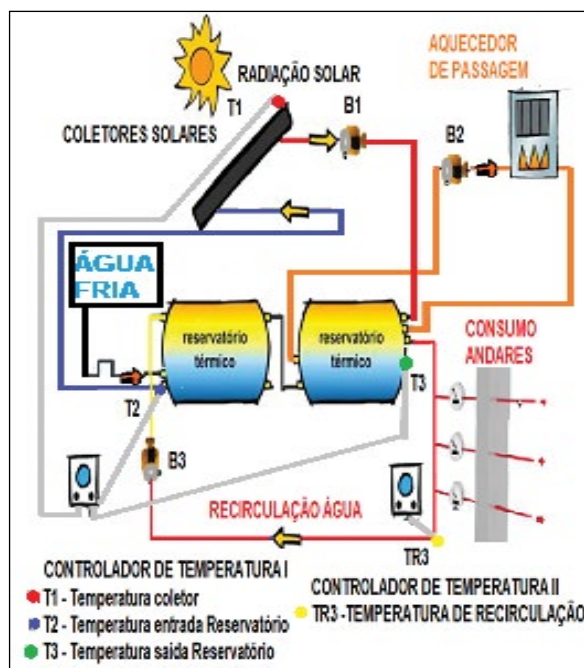 RADIAÇÃO SOLAR
T1
COLETORES SOLARES
B1
AQUECEDOR
DE PASSAGEM
B2
ÁGUA
FRIA
reservatório
térmico
reservatório
térmico
CONSUMO
ANDARES
T2
T3
B3
RECIRCULAÇÃO ÁGUA
TR3
CONTROLADOR DE TEMPERATURA I
T1 - Temperatura coletor
T2 - Temperatura entrada Reservatório
T3 - Temperatura saida Reservatório
CONTROLADOR DE TEMPERATURA II
TR3 -TEMPERATURA DE RECIRCULAÇÃO